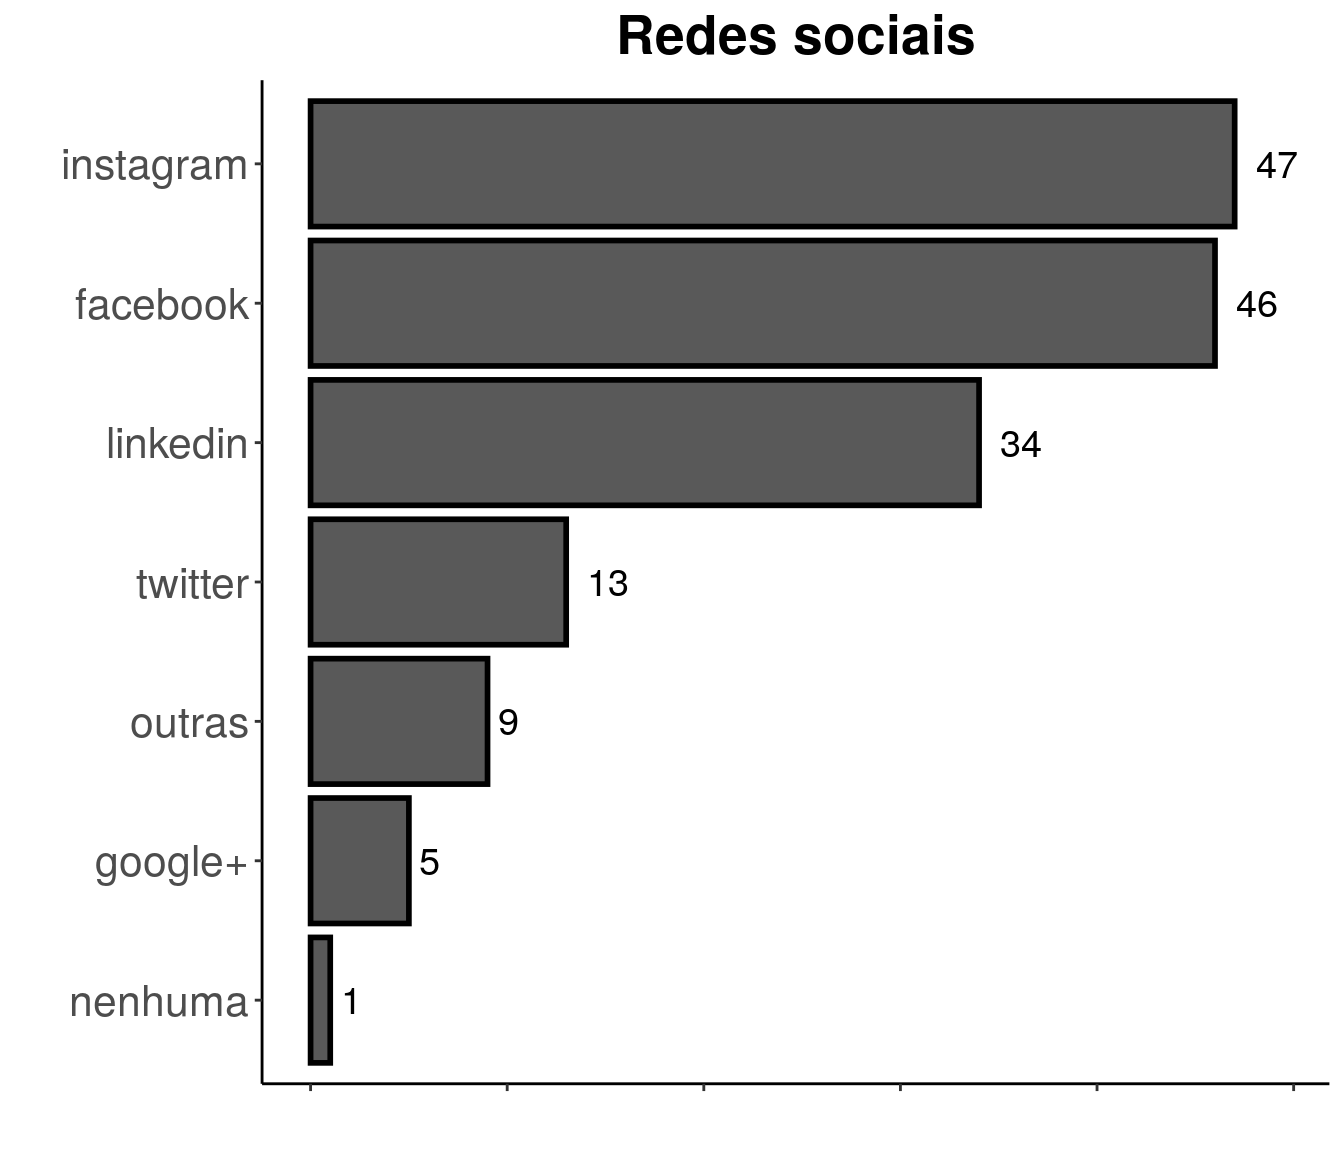 Redes sociais
instagram 47
facebook 46
linkedin 34
twitter 13
outras 9
google+ 5
nenhuma 1